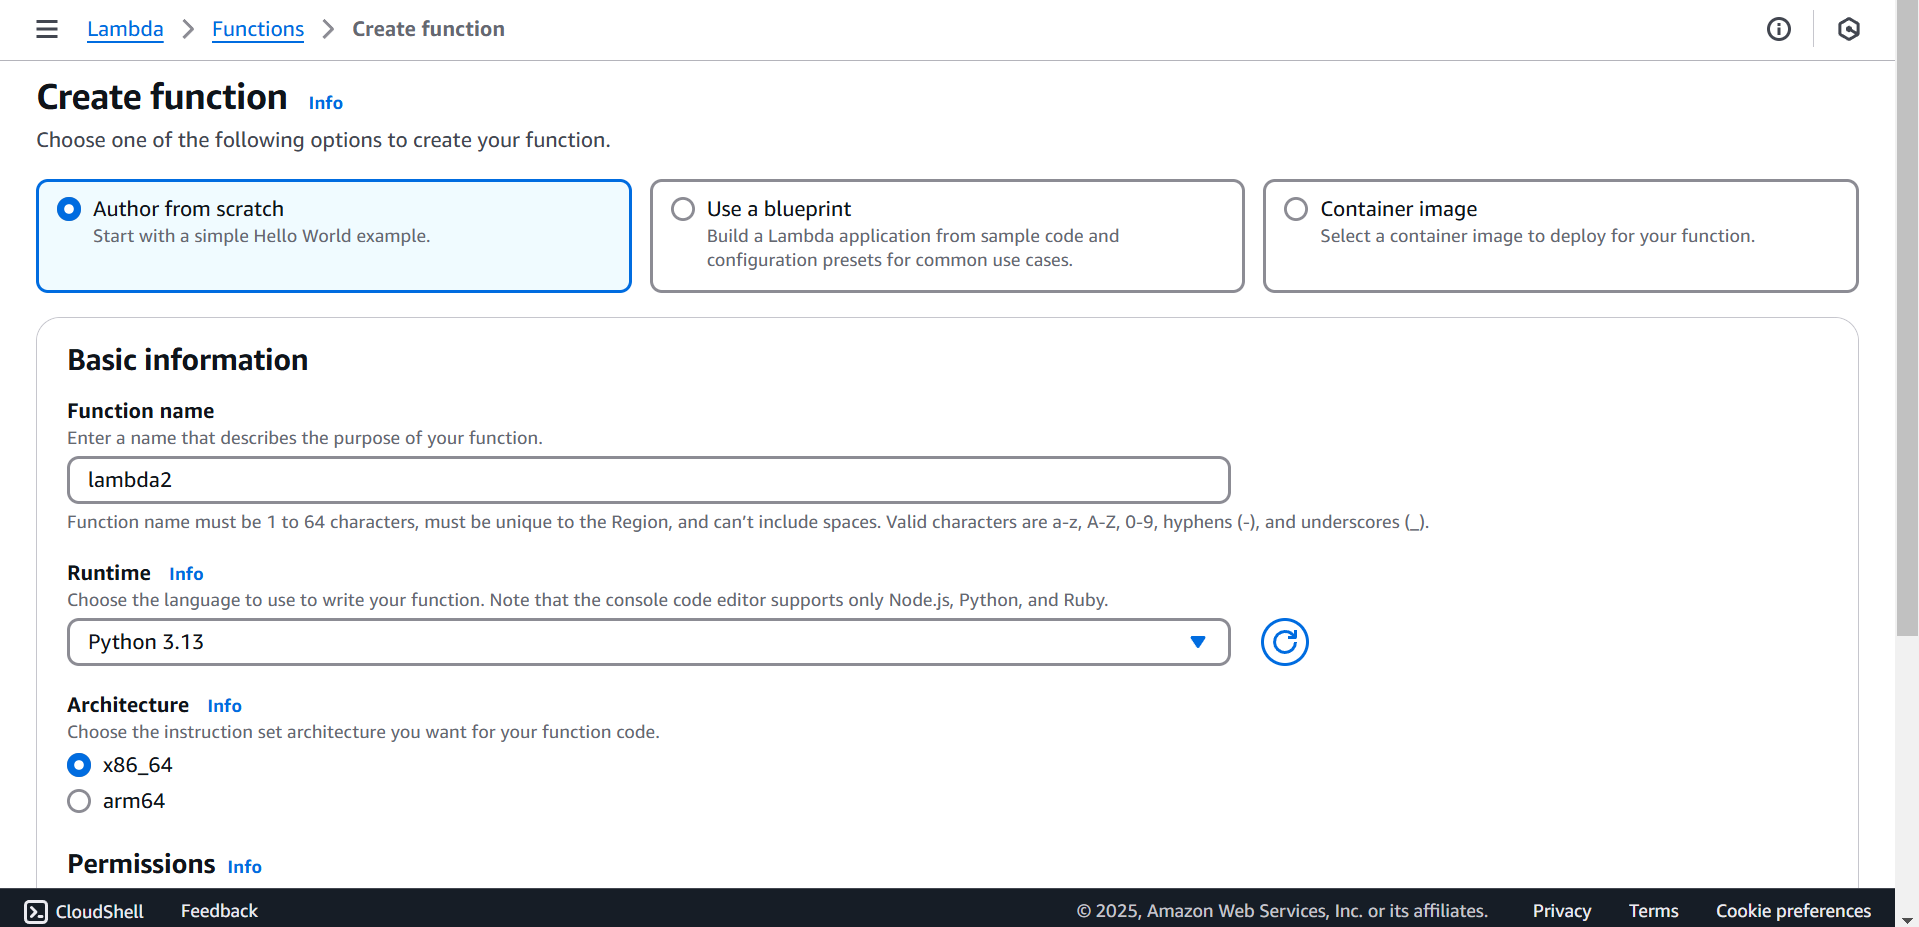 Lambda > Functions > Create function
Create function Info
Choose one of the following options to create your function.
Author from scratch
Start with a simple Hello World example.
Use a blueprint
Build a Lambda application from sample code and
configuration presets for common use cases.
Container image
Select a container image to deploy for your function.
Basic information
Function name
Enter a name that describes the purpose of your function.
lambda2
Function name must be 1 to 64 characters, must be unique to the Region, and can’t include spaces. Valid characters are a-z, A-Z, 0-9, hyphens (-), and underscores (_).
Runtime Info
Choose the language to use to write your function. Note that the console code editor supports only Node.js, Python, and Ruby.
Python 3.13
Architecture Info
Choose the instruction set architecture you want for your function code.
x86_64
arm64
Permissions Info
CloudShell Feedback © 2025, Amazon Web Services, Inc. or its affiliates. Privacy Terms Cookie preferences